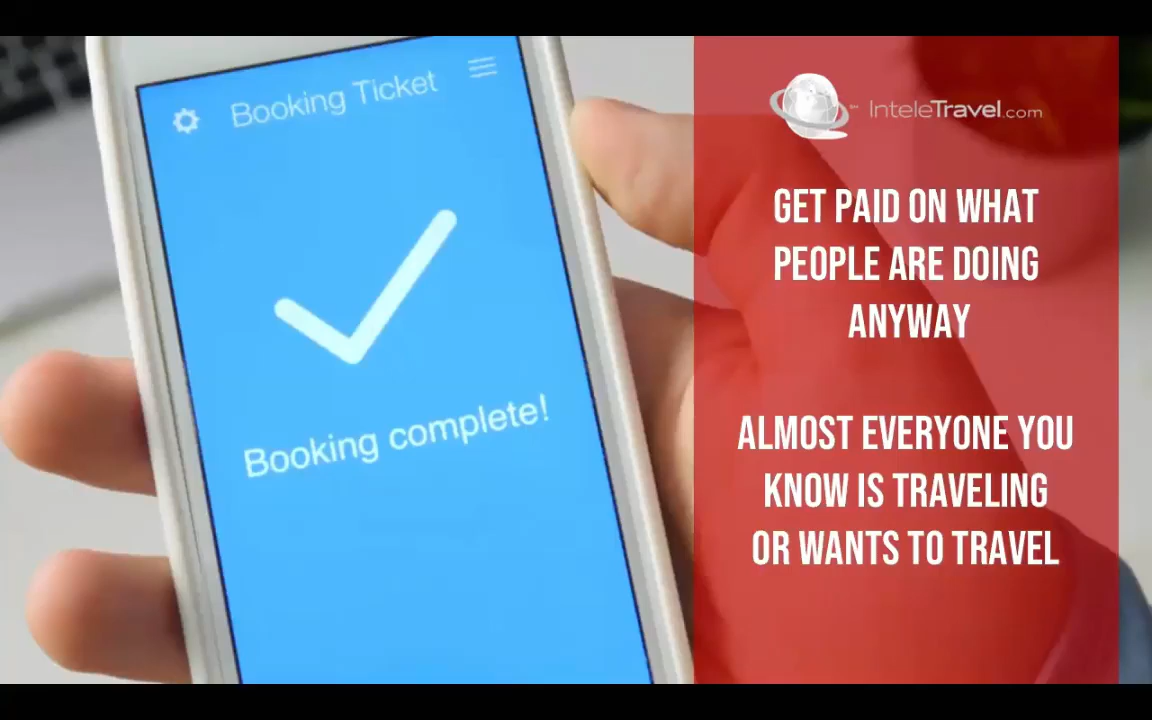 Booking Ticket
Booking complete!
InteleTravel.com
GET PAID ON WHAT
PEOPLE ARE DOING
ANYWAY
ALMOST EVERYONE YOU
KNOW IS TRAVELING
OR WANTS TO TRAVEL